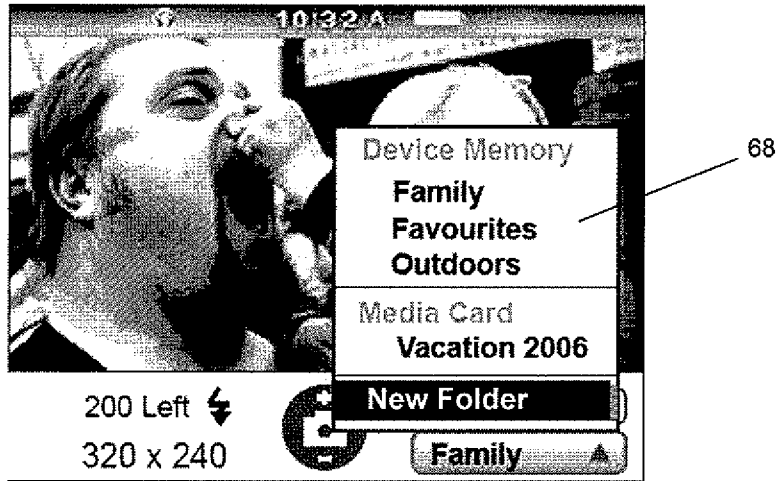 10:32 A
Device Memory
68
Family
Favourites
Outdoors
Media Card
Vacation 2006
New Folder
200 Left
320 x 240
Family